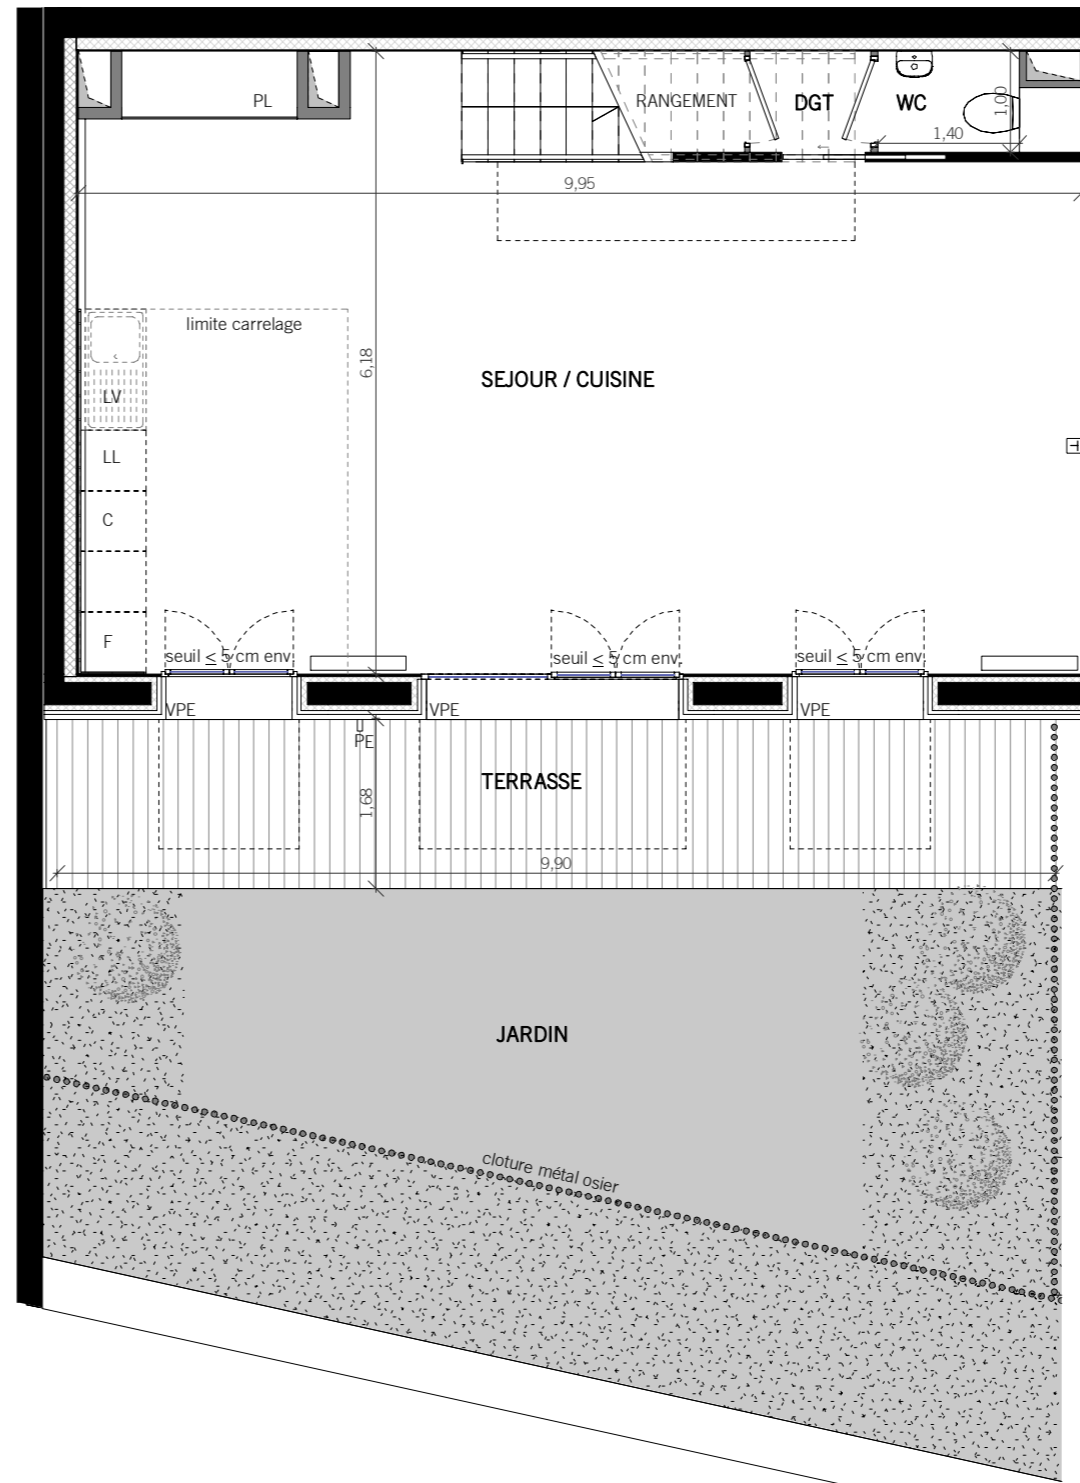 PL
RANGEMENT
DGT
WC
1,00
1,40
9,95
limite carrelage
6,18
SEJOUR / CUISINE
LV
LL
C
F
seuil ≤ 5 cm env.
seuil ≤ 5 cm env.
seuil ≤ 5 cm env.
VPE
VPE
VPE
PE
TERRASSE
1,68
9,90
JARDIN
cloture métal osier